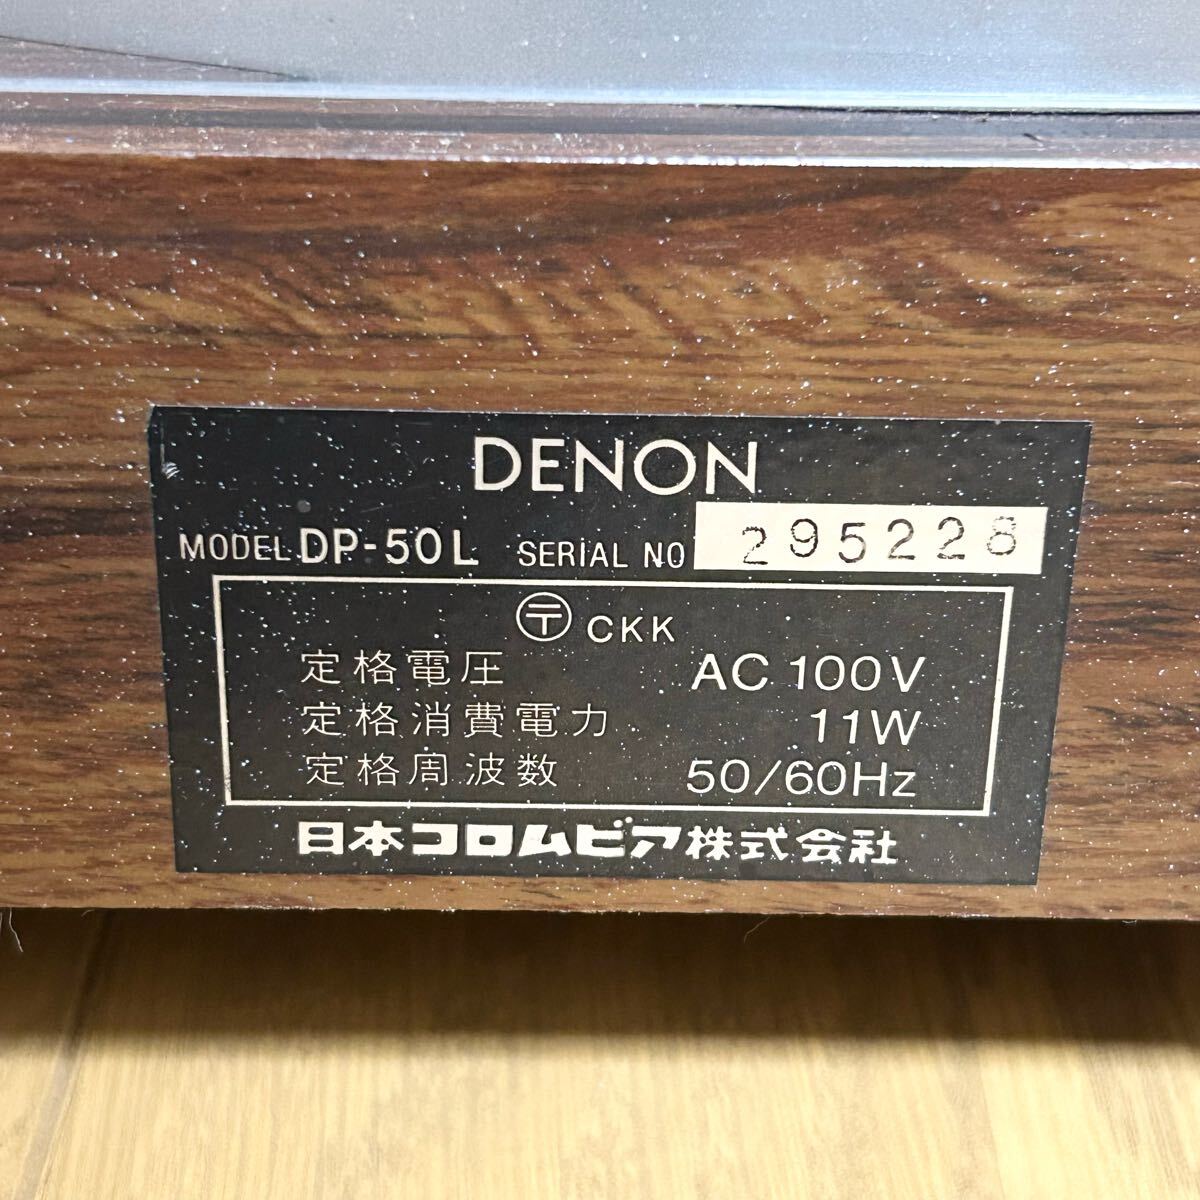 DENON
MODEL DP-50L SERIAL NO 295228
〒 CKK
定格電圧 AC 100V
定格消費電力 11W
定格周波数 50/60Hz
日本コロムビア株式会社